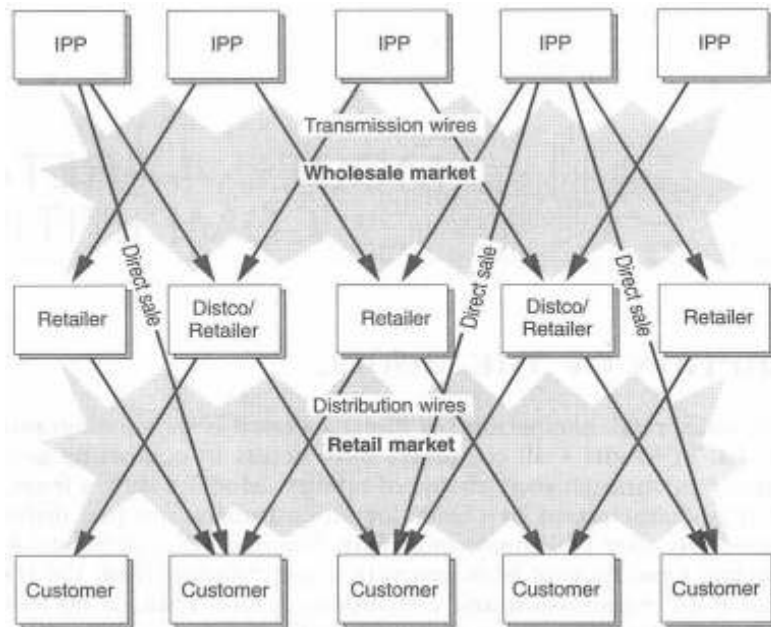 IPP
IPP
IPP
IPP
IPP
Transmission wires
Wholesale market
Direct sale
Direct sale
Direct sale
Retailer
Distco/
Retailer
Retailer
Distco/
Retailer
Retailer
Distribution wires
Retail market
Customer
Customer
Customer
Customer
Customer